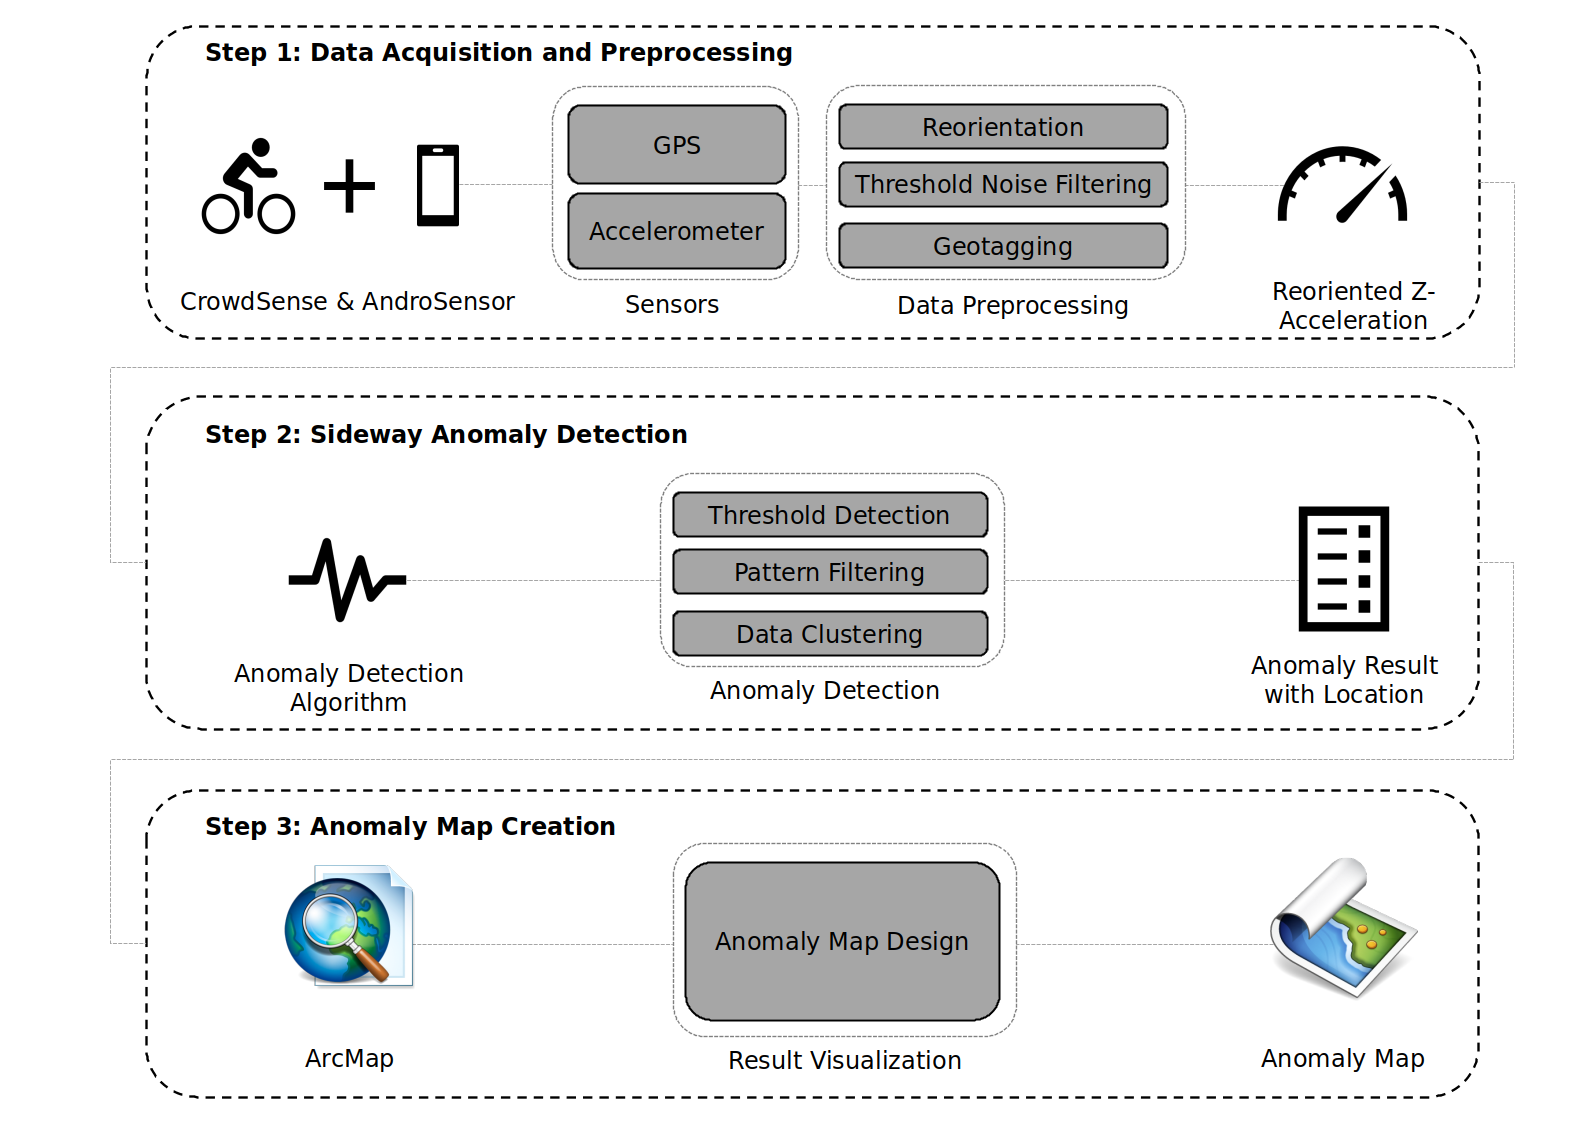 Step 1: Data Acquisition and Preprocessing
GPS
Accelerometer
Reorientation
Threshold Noise Filtering
Geotagging
CrowdSense & AndroSensor
Sensors
Data Preprocessing
Reoriented Z-
Acceleration
Step 2: Sideway Anomaly Detection
Threshold Detection
Pattern Filtering
Data Clustering
Anomaly Detection
Algorithm
Anomaly Detection
Anomaly Result
with Location
Step 3: Anomaly Map Creation
Anomaly Map Design
ArcMap
Result Visualization
Anomaly Map